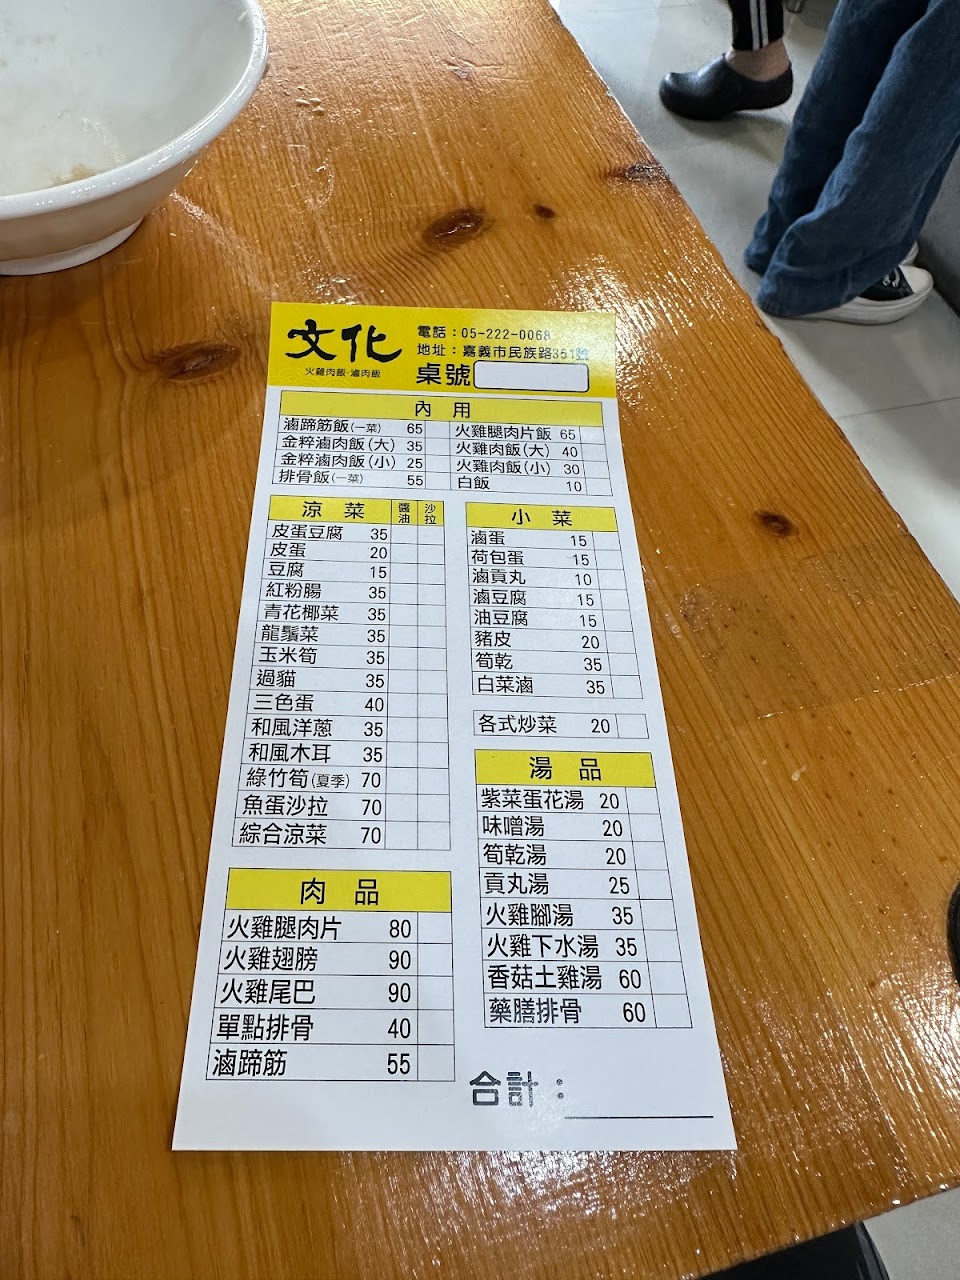 文化
火雞肉飯·滷肉飯
電話：05-222-0068
地址：嘉義市民族路351號
桌號
內 用
滷蹄筋飯(一菜) 65
金粹滷肉飯(大) 35
金粹滷肉飯(小) 25
排骨飯(一菜) 55
火雞腿肉片飯 65
火雞肉飯(大) 40
火雞肉飯(小) 30
白飯 10
涼 菜 醬油 沙拉
皮蛋豆腐 35
皮蛋 20
豆腐 15
紅粉腸 35
青花椰菜 35
龍鬚菜 35
玉米筍 35
過貓 35
三色蛋 40
和風洋蔥 35
和風木耳 35
綠竹筍(夏季) 70
魚蛋沙拉 70
綜合涼菜 70
肉 品
火雞腿肉片 80
火雞翅膀 90
火雞尾巴 90
單點排骨 40
滷蹄筋 55
小 菜
滷蛋 15
荷包蛋 15
滷貢丸 10
滷豆腐 15
油豆腐 15
豬皮 20
筍乾 35
白菜滷 35
各式炒菜 20
湯 品
紫菜蛋花湯 20
味噌湯 20
筍乾湯 20
貢丸湯 25
火雞腳湯 35
火雞下水湯 35
香菇土雞湯 60
藥膳排骨 60
合計：